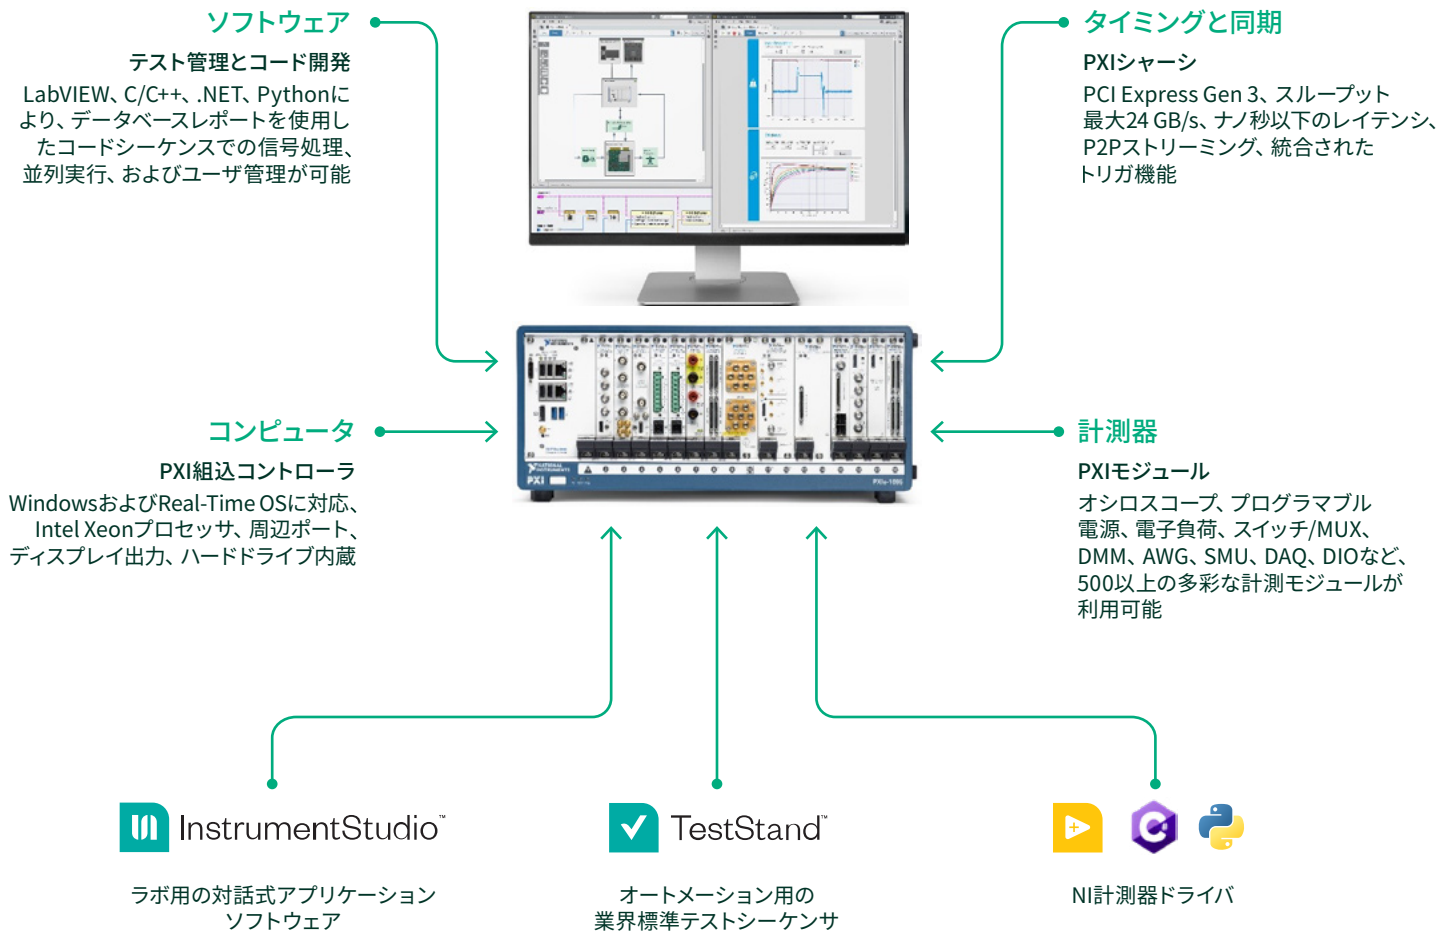 ソフトウェア
テスト管理とコード開発
LabVIEW、C/C++、.NET、Pythonに
より、データベースレポートを使用し
たコードシーケンスでの信号処理、
並列実行、およびユーザ管理が可能
タイミングと同期
PXIシャーシ
PCI Express Gen 3、スループット
最大24 GB/s、ナノ秒以下のレイテンシ、
P2Pストリーミング、統合された
トリガ機能
コンピュータ
PXI組込コントローラ
WindowsおよびReal-Time OSに対応、
Intel Xeonプロセッサ、周辺ポート、
ディスプレイ出力、ハードドライブ内蔵
NATIONAL
INSTRUMENTS
PXI
計測器
PXIモジュール
オシロスコープ、プログラマブル
電源、電子負荷、スイッチ/MUX、
DMM、AWG、SMU、DAQ、DIOなど、
500以上の多彩な計測モジュールが
利用可能
InstrumentStudio™
ラボ用の対話式アプリケーション
ソフトウェア
TestStand™
オートメーション用の
業界標準テストシーケンサ
NI計測器ドライバ